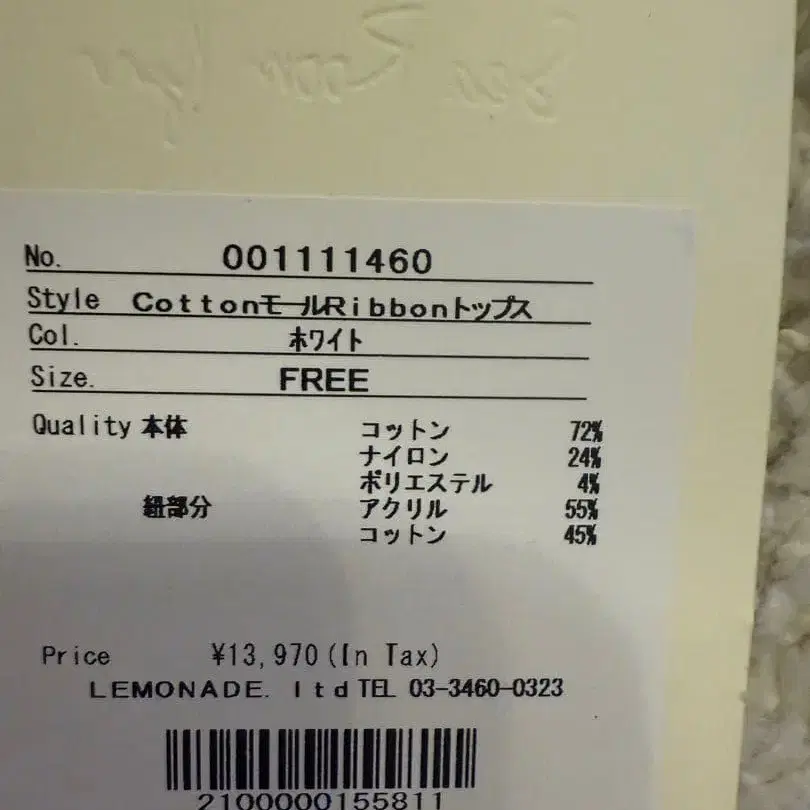 No. 001111460
Style CottonモールRibbonトップス
Col. ホワイト
Size. FREE
Quality 本体 コットン 72%
ナイロン 24%
ポリエステル 4%
紐部分 アクリル 55%
コットン 45%
Price ¥13,970(In Tax)
LEMONADE. ltd TEL 03-3460-0323
2100000155811